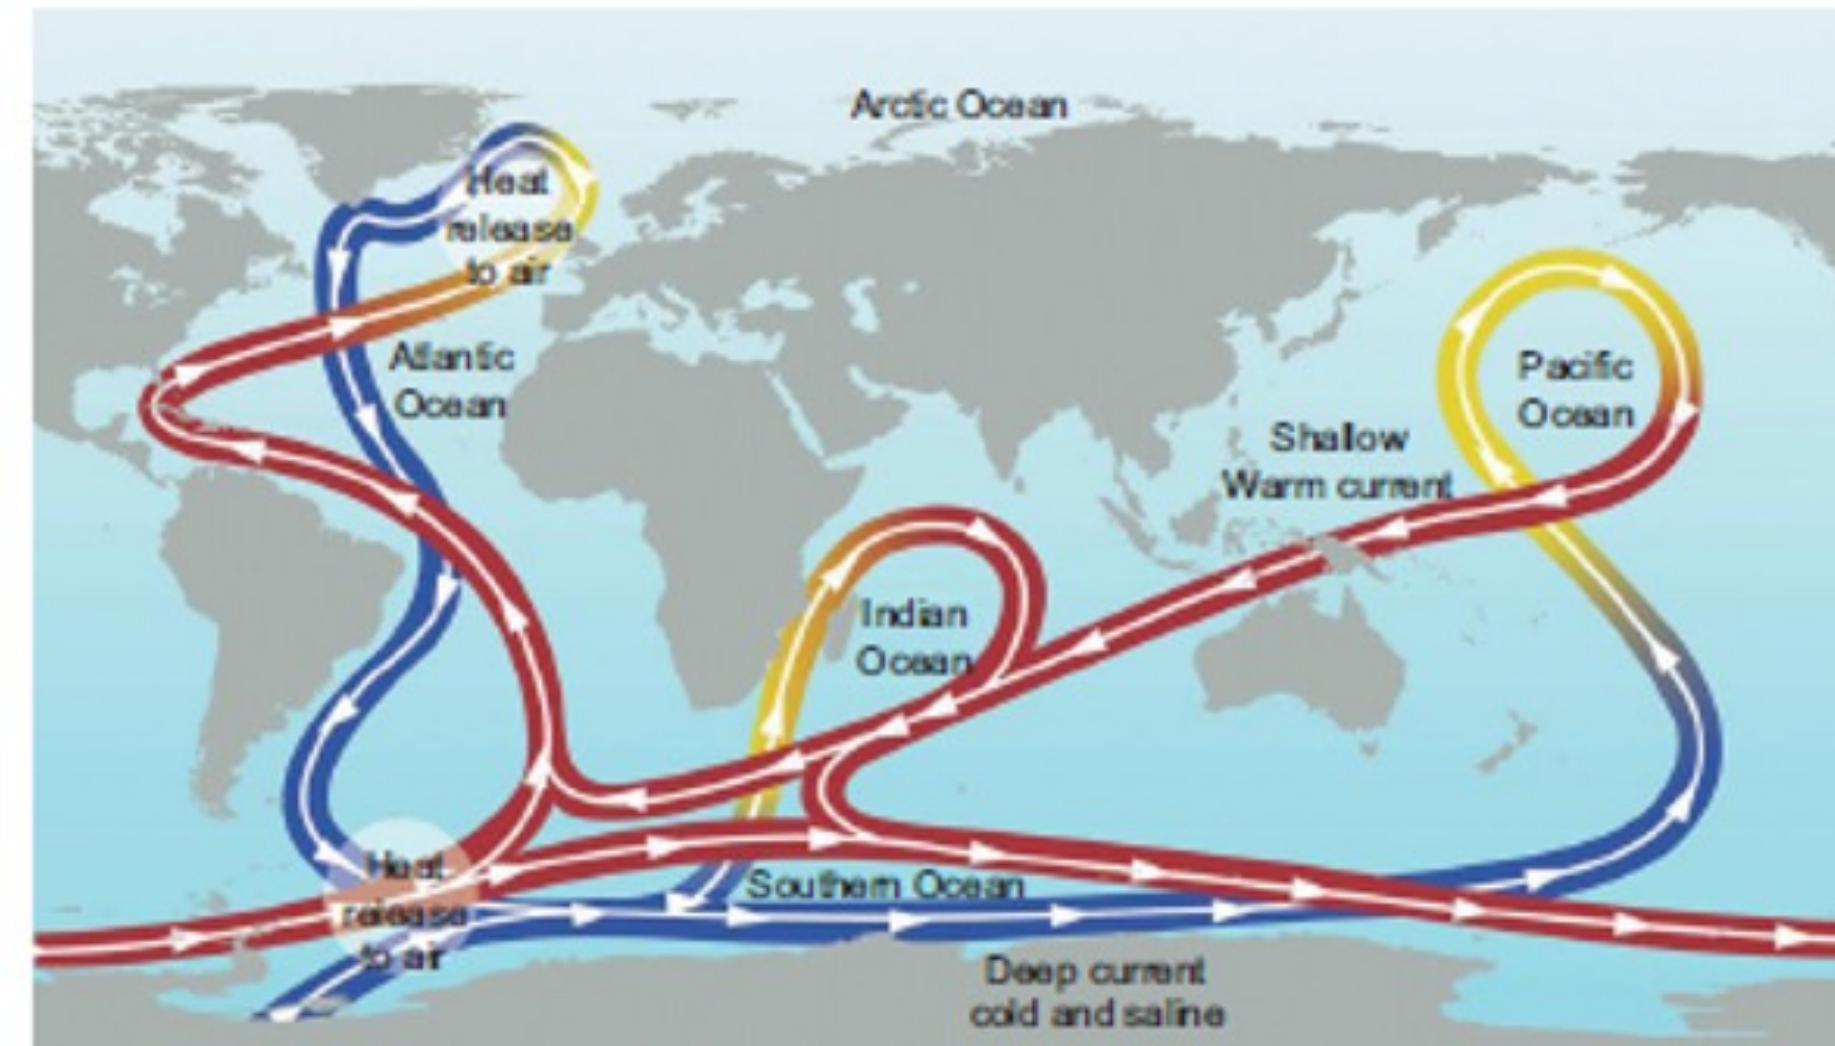 Arctic Ocean
Heat
release
to air
Atlantic
Ocean
Pacific
Ocean
Shallow
Warm current
Indian
Ocean
Heat
release
to air
Southern Ocean
Deep current
cold and saline